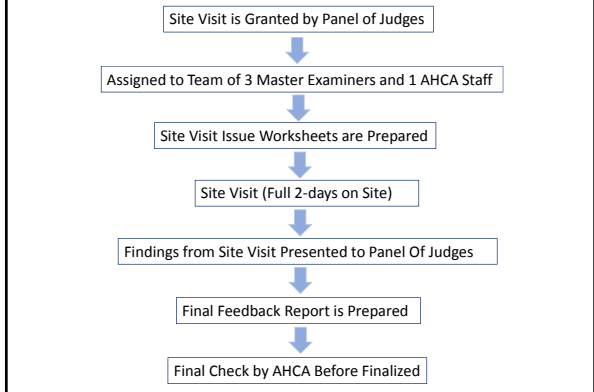 Site Visit is Granted by Panel of Judges
Assigned to Team of 3 Master Examiners and 1 AHCA Staff
Site Visit Issue Worksheets are Prepared
Site Visit (Full 2-days on Site)
Findings from Site Visit Presented to Panel Of Judges
Final Feedback Report is Prepared
Final Check by AHCA Before Finalized